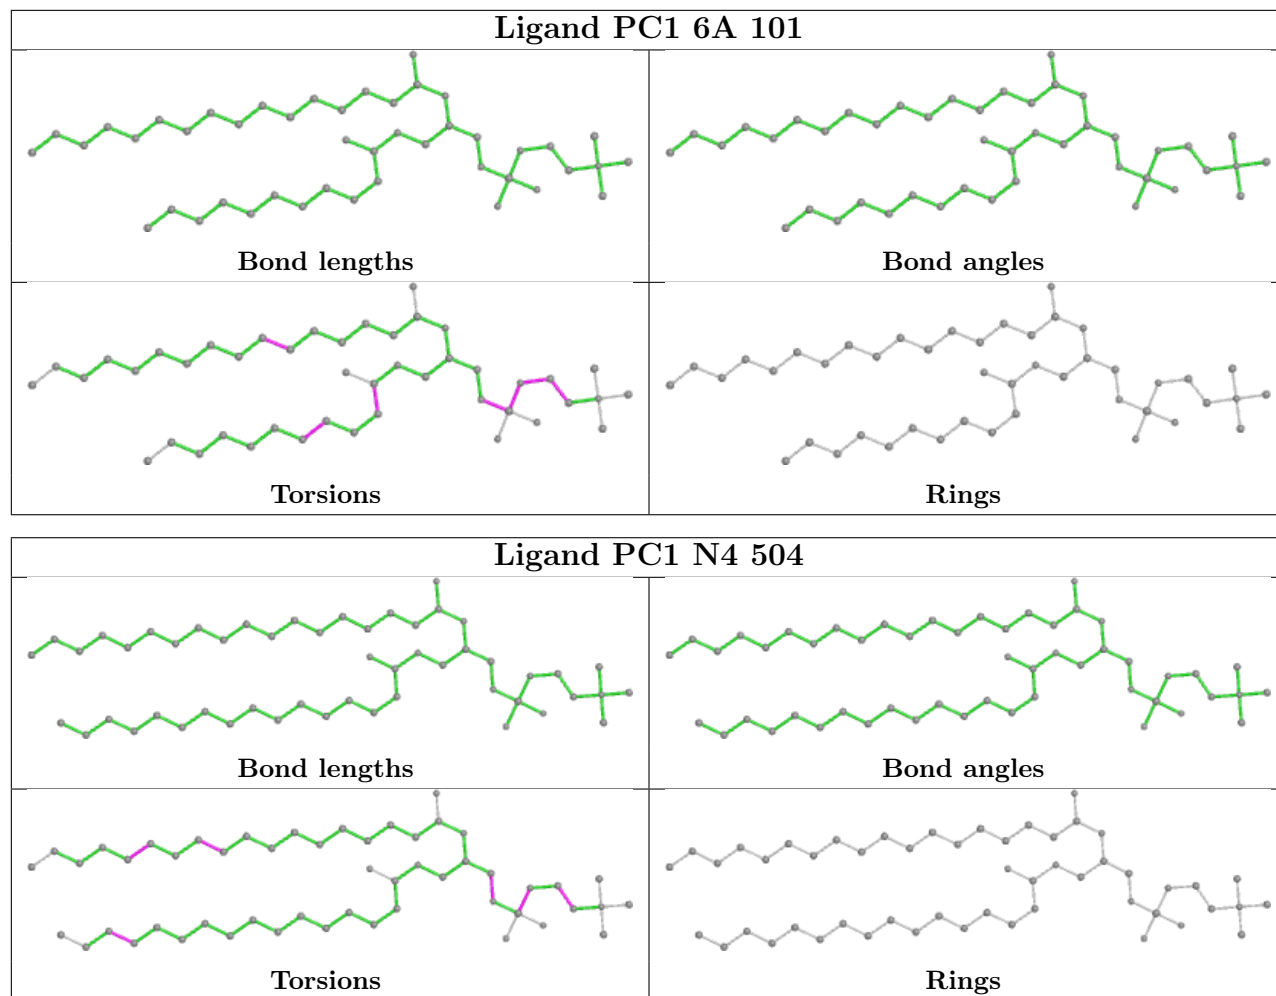 Ligand PC1 6A 101
Bond lengths
Bond angles
Torsions
Rings
Ligand PC1 N4 504
Bond lengths
Bond angles
Torsions
Rings